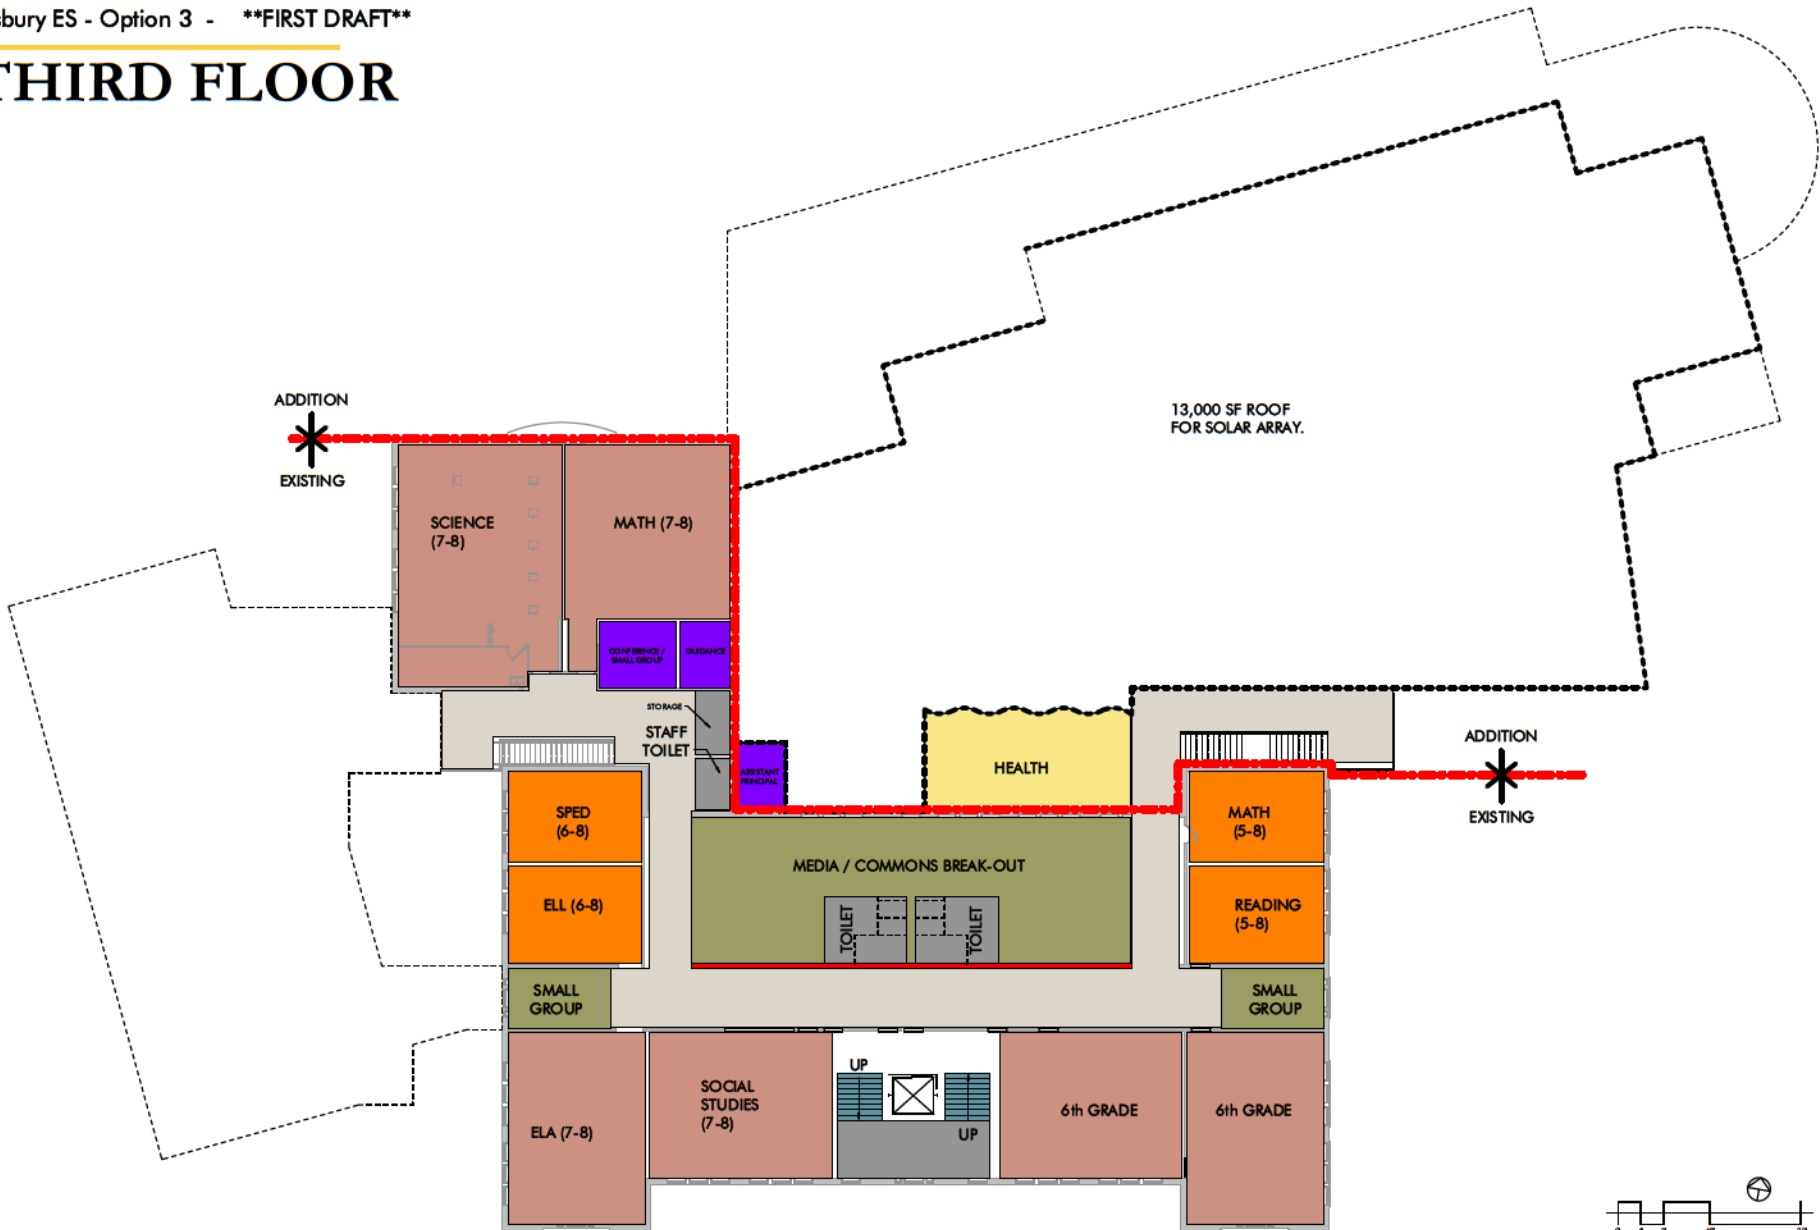 bury ES - Option 3 - **FIRST DRAFT**
THIRD FLOOR
ADDITION
EXISTING
13,000 SF ROOF
FOR SOLAR ARRAY.
SCIENCE
(7-8)
MATH (7-8)
CONFERENCE /
SMALL GROUP
GUIDANCE
STORAGE
STAFF
TOILET
ASSISTANT
PRINCIPAL
HEALTH
ADDITION
EXISTING
SPED
(6-8)
MATH
(5-8)
MEDIA / COMMONS BREAK-OUT
ELL (6-8)
READING
(5-8)
TOILET
TOILET
SMALL
GROUP
SMALL
GROUP
UP
SOCIAL
STUDIES
(7-8)
6th GRADE
6th GRADE
ELA (7-8)
UP